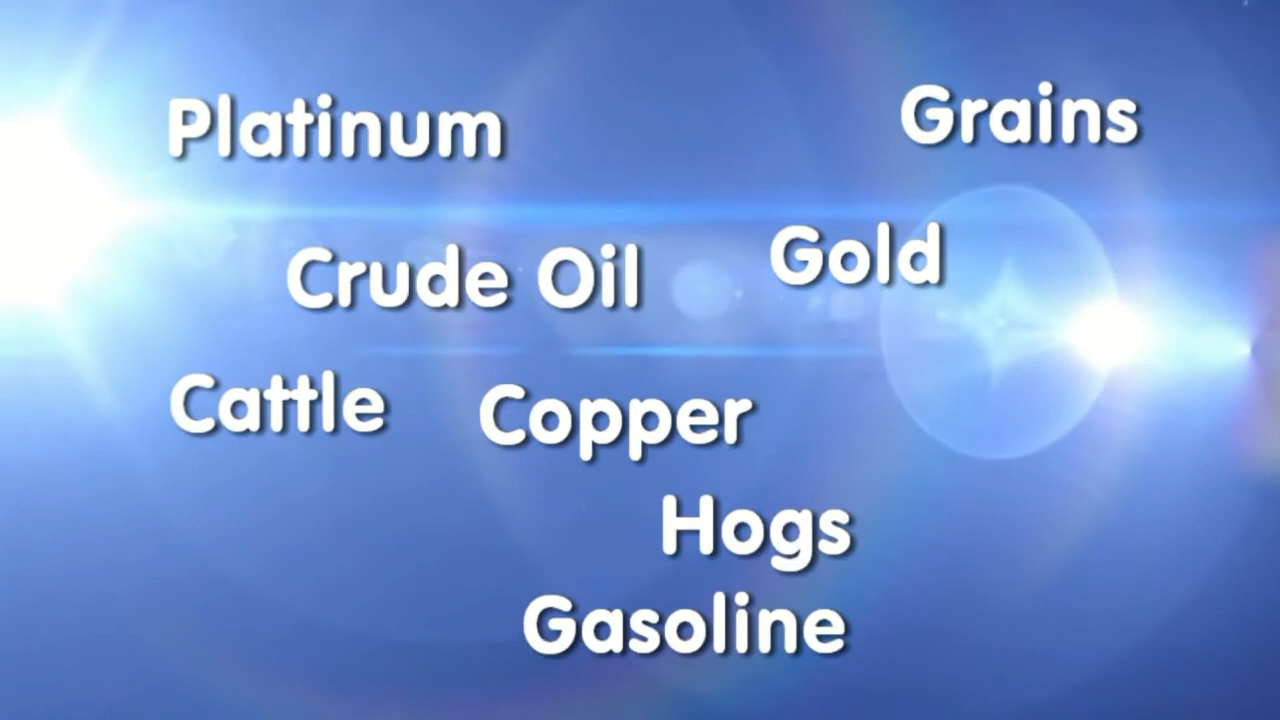 Platinum
Grains
Crude Oil
Gold
Cattle
Copper
Hogs
Gasoline